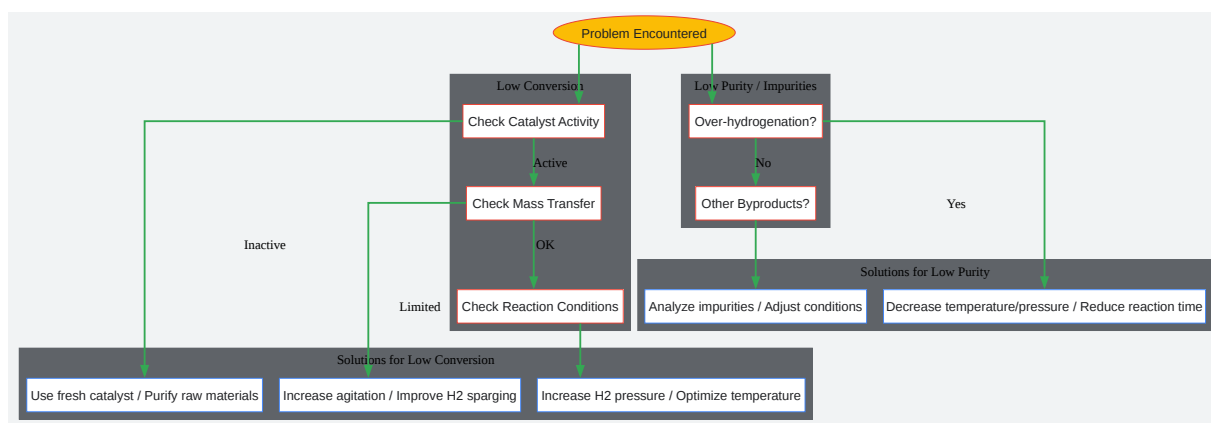 Problem Encountered
Low Conversion
Low Purity / Impurities
Check Catalyst Activity
Over-hydrogenation?
Active
No
Check Mass Transfer
Other Byproducts?
Yes
Inactive
OK
Solutions for Low Purity
Limited
Check Reaction Conditions
Analyze impurities / Adjust conditions
Decrease temperature/pressure / Reduce reaction time
Solutions for Low Conversion
Use fresh catalyst / Purify raw materials
Increase agitation / Improve H2 sparging
Increase H2 pressure / Optimize temperature